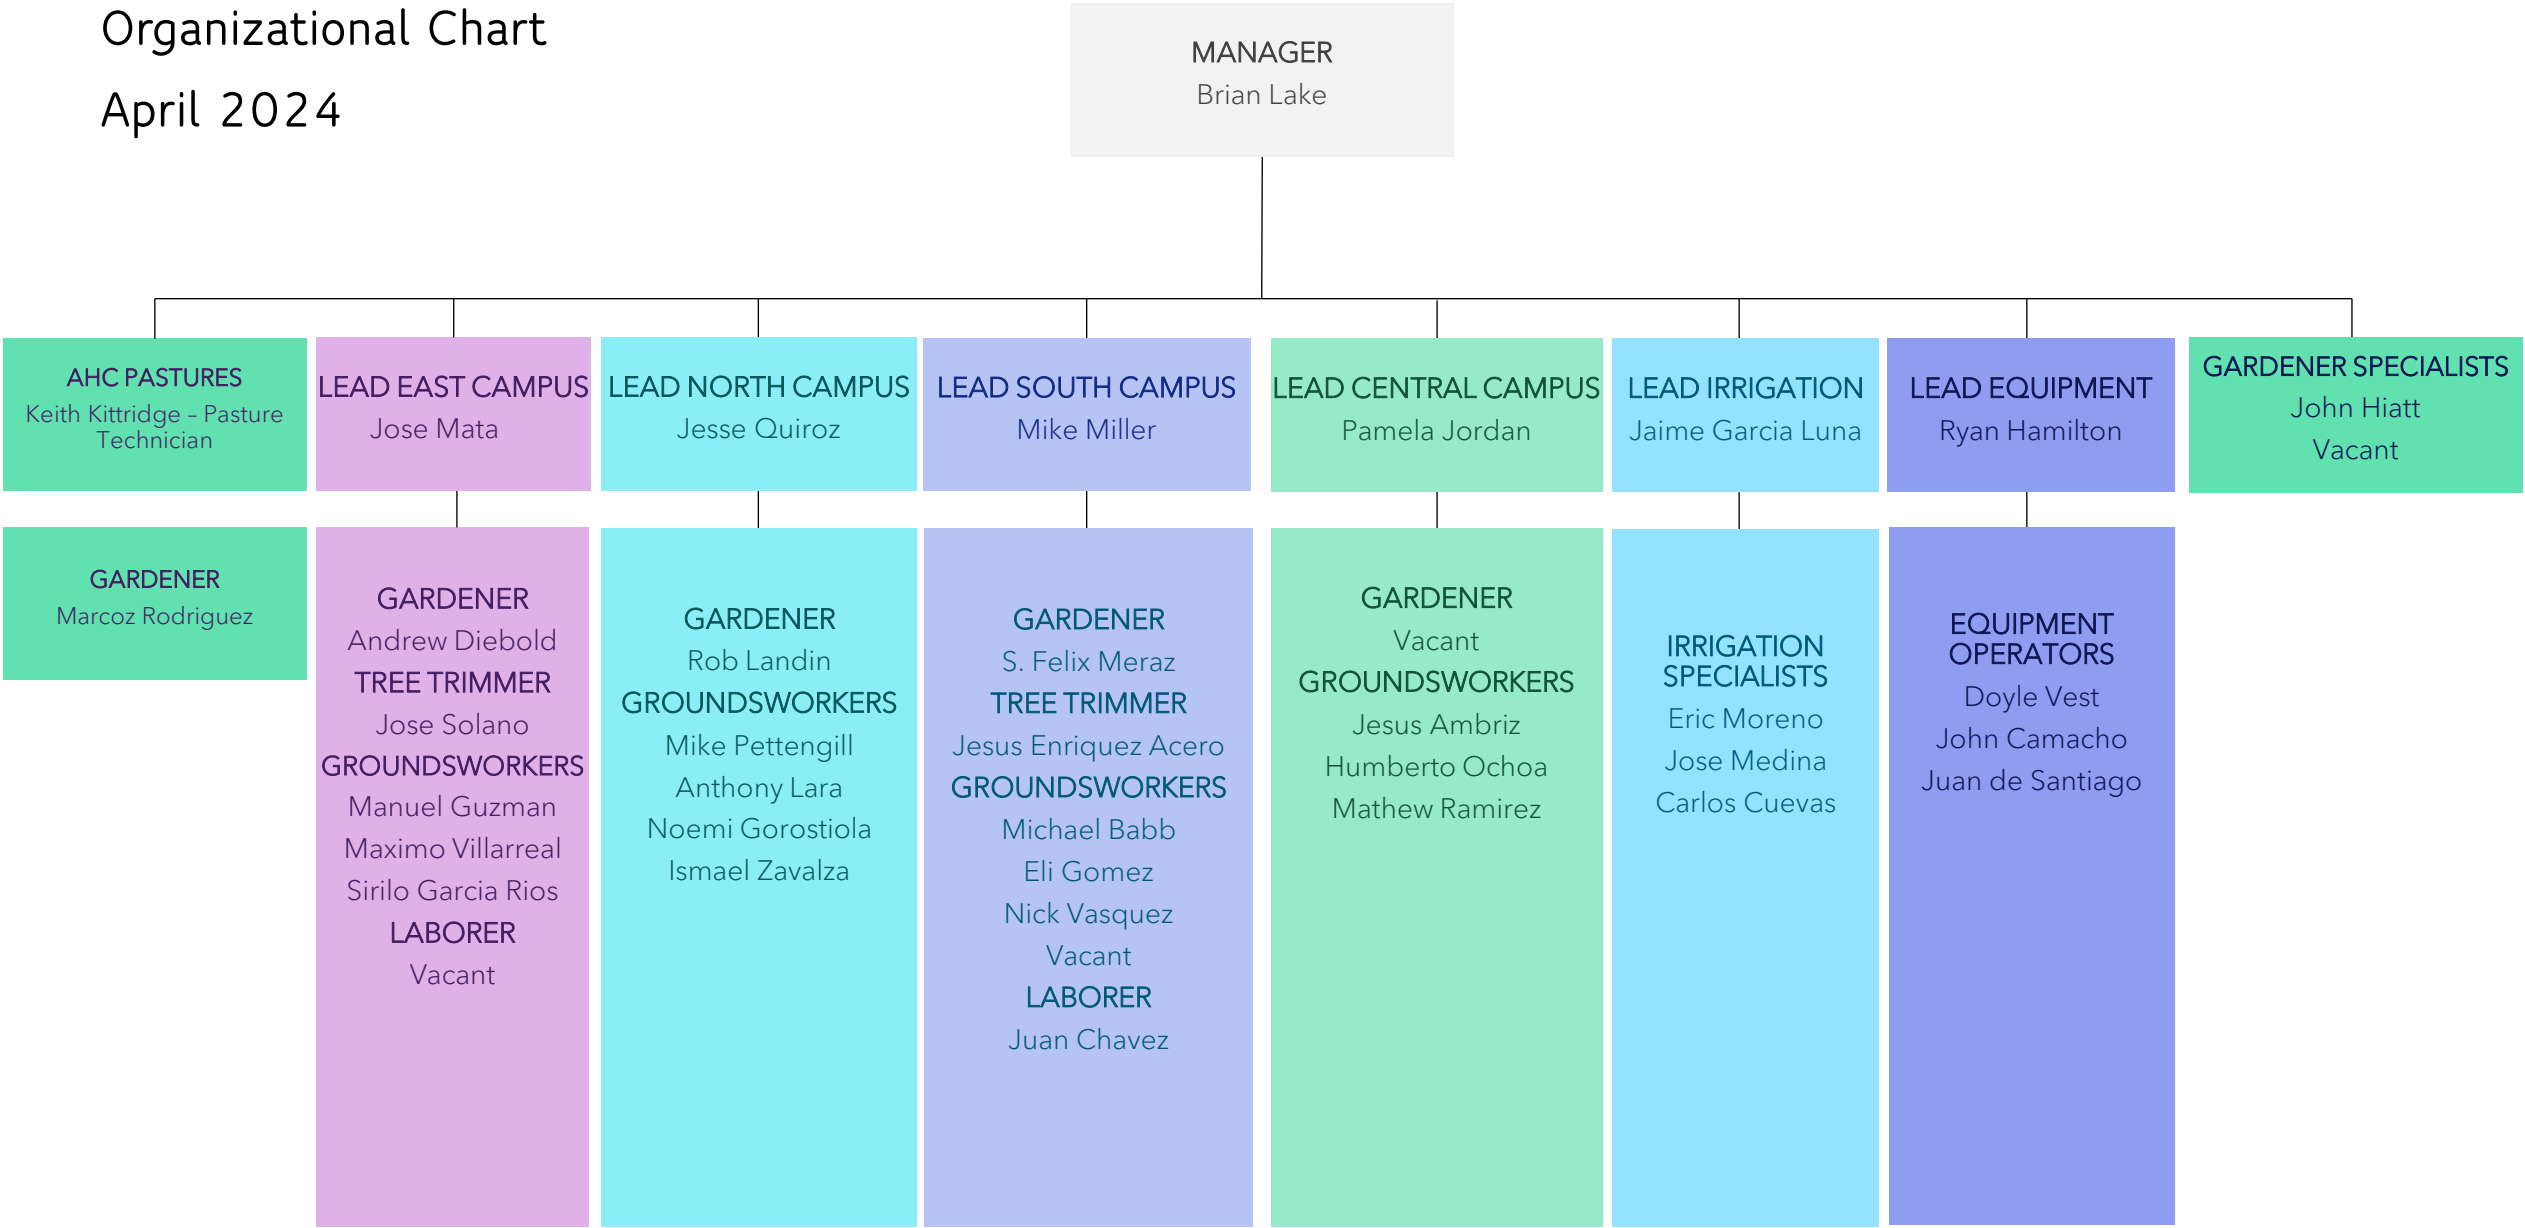 Organizational Chart
April 2024
MANAGER
Brian Lake
AHC PASTURES
Keith Kittridge – Pasture
Technician
GARDENER
Marcoz Rodriguez
LEAD EAST CAMPUS
Jose Mata
GARDENER
Andrew Diebold
TREE TRIMMER
Jose Solano
GROUNDSWORKERS
Manuel Guzman
Maximo Villarreal
Sirilo Garcia Rios
LABORER
Vacant
LEAD NORTH CAMPUS
Jesse Quiroz
GARDENER
Rob Landin
GROUNDSWORKERS
Mike Pettengill
Anthony Lara
Noemi Gorostiola
Ismael Zavalza
LEAD SOUTH CAMPUS
Mike Miller
GARDENER
S. Felix Meraz
TREE TRIMMER
Jesus Enriquez Acero
GROUNDSWORKERS
Michael Babb
Eli Gomez
Nick Vasquez
Vacant
LABORER
Juan Chavez
LEAD CENTRAL CAMPUS
Pamela Jordan
GARDENER
Vacant
GROUNDSWORKERS
Jesus Ambriz
Humberto Ochoa
Mathew Ramirez
LEAD IRRIGATION
Jaime Garcia Luna
IRRIGATION
SPECIALISTS
Eric Moreno
Jose Medina
Carlos Cuevas
LEAD EQUIPMENT
Ryan Hamilton
EQUIPMENT
OPERATORS
Doyle Vest
John Camacho
Juan de Santiago
GARDENER SPECIALISTS
John Hiatt
Vacant